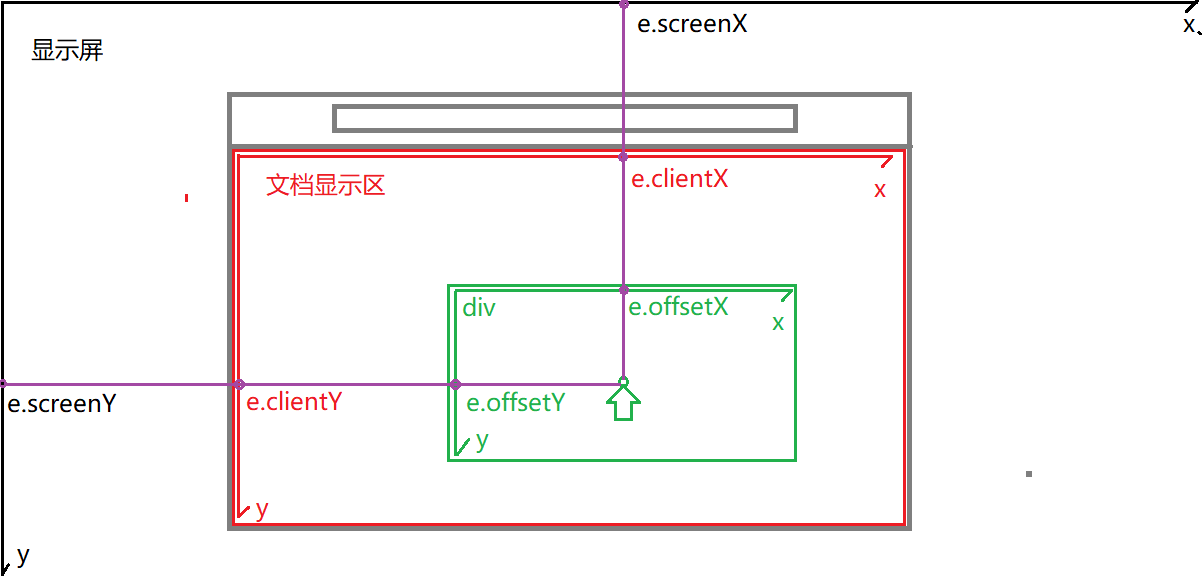 e.screenX
x
显示屏
e.clientX
文档显示区
x
div
e.offsetX
x
e.screenY
e.clientY
e.offsetY
y
y
y